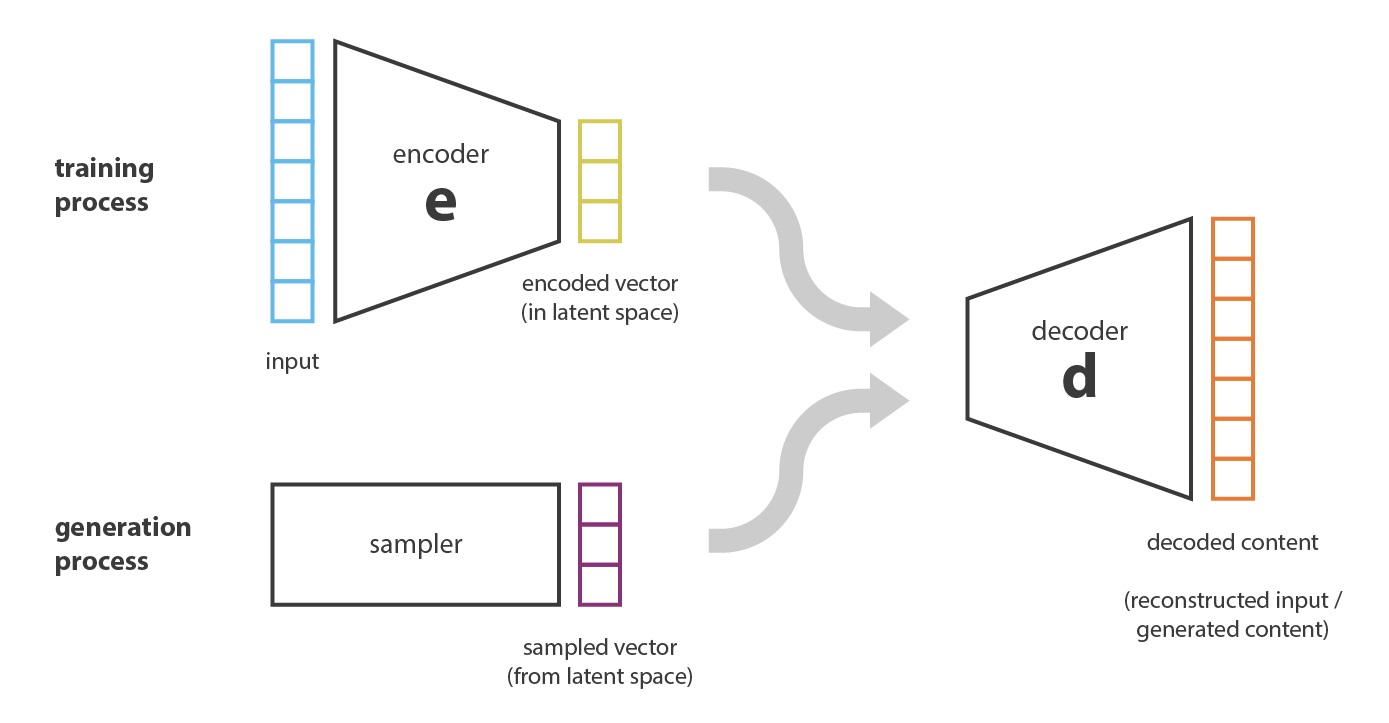 training
process
encoder
e
encoded vector
(in latent space)
input
decoder
d
generation
process
sampler
sampled vector
(from latent space)
decoded content
(reconstructed input /
generated content)